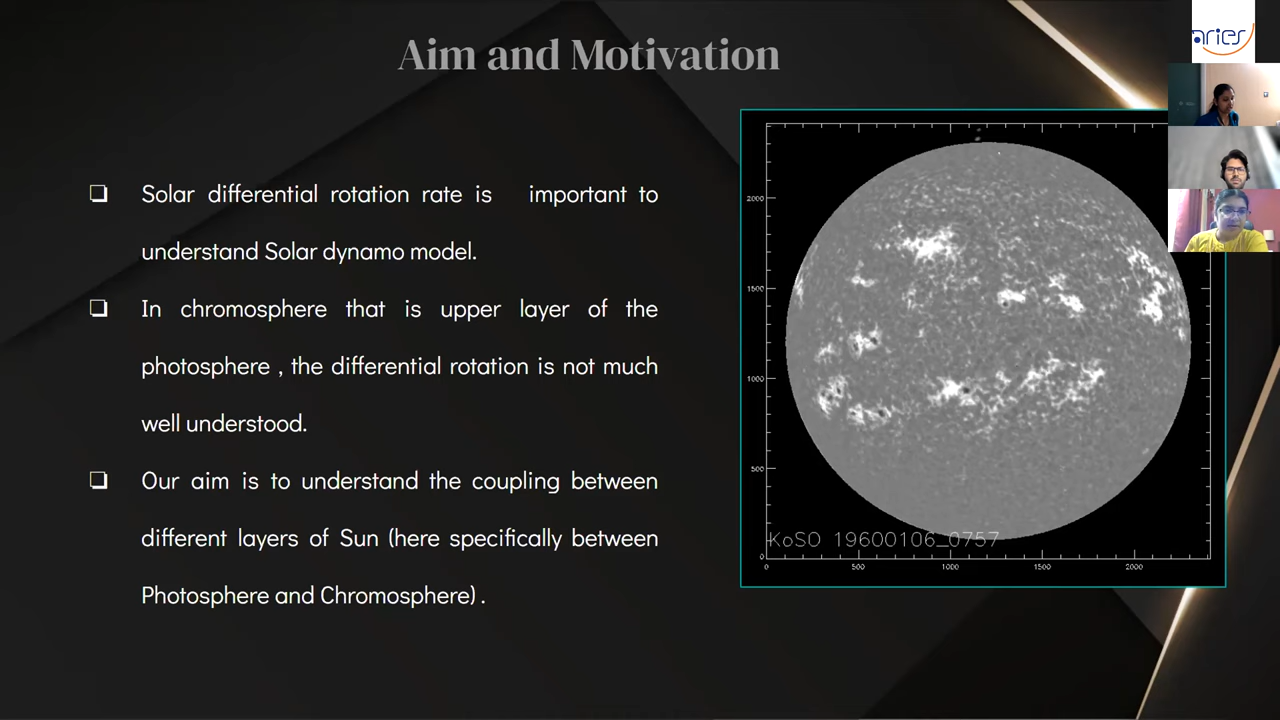 Aim and Motivation
aries
❏ Solar differential rotation rate is important to
understand Solar dynamo model.
❏ In chromosphere that is upper layer of the
photosphere , the differential rotation is not much
well understood.
❏ Our aim is to understand the coupling between
different layers of Sun (here specifically between
Photosphere and Chromosphere) .
2000
1500
1000
500
0
KoSO 19600106_0757
0 500 1000 1500 2000